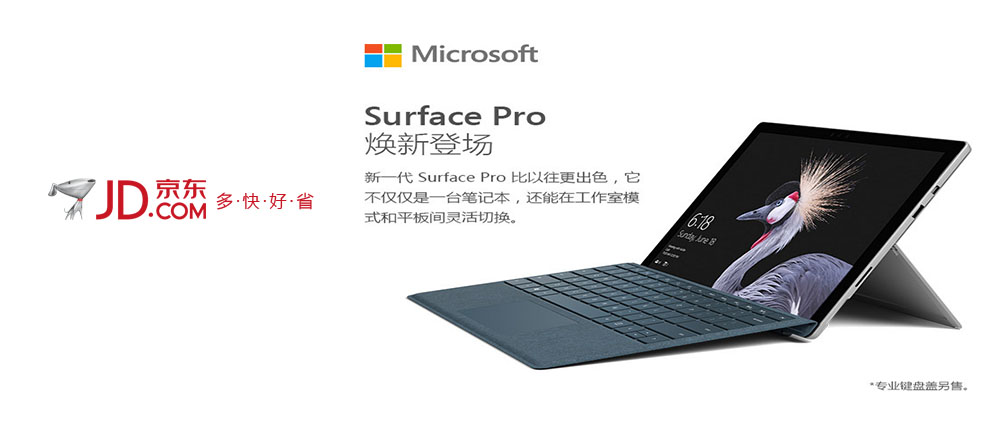 JD.COM 京东 多·快·好·省
Microsoft
Surface Pro
焕新登场
新一代 Surface Pro 比以往更出色，它
不仅仅是一台笔记本，还能在工作室模
式和平板间灵活切换。
6:18
Sunday, June 18
*专业键盘盖另售。